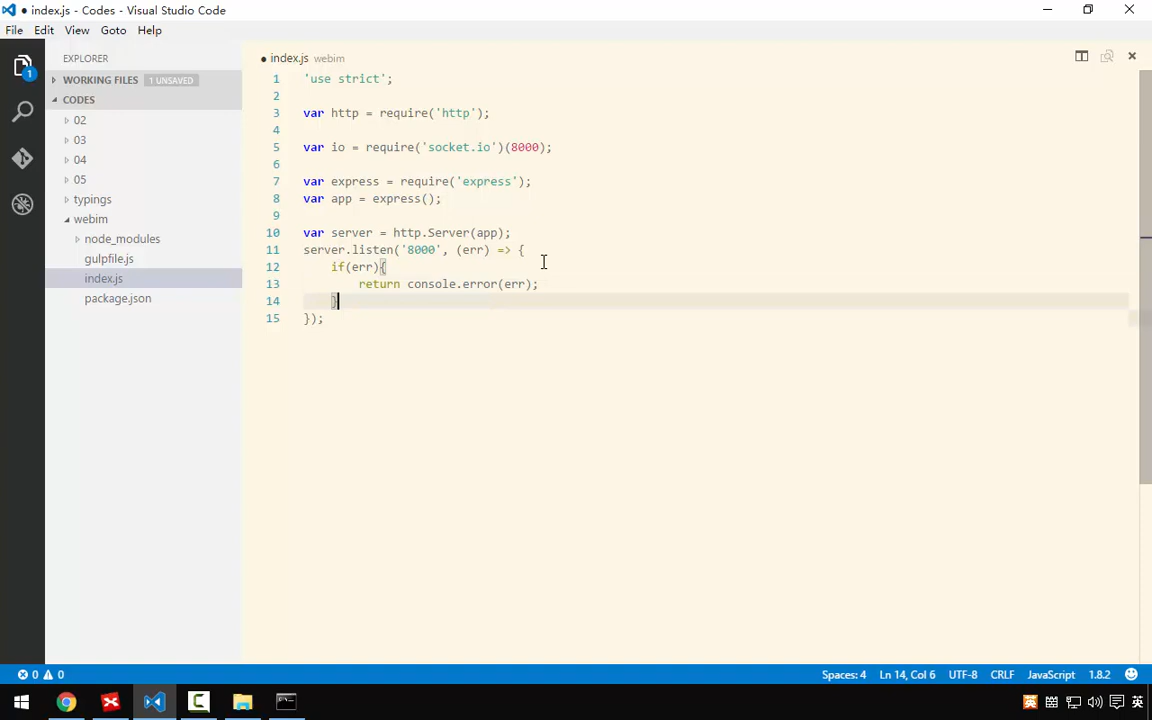 ● index.js - Codes - Visual Studio Code
File Edit View Goto Help
EXPLORER
WORKING FILES 1 UNSAVED
CODES
02
03
04
05
typings
webim
node_modules
gulpfile.js
index.js
package.json
1
● index.js webim
1 'use strict';
2
3 var http = require('http');
4
5 var io = require('socket.io')(8000);
6
7 var express = require('express');
8 var app = express();
9
10 var server = http.Server(app);
11 server.listen('8000', (err) => {
12 if(err){
13 return console.error(err);
14 }
15 });
0 0 Spaces: 4 Ln 14, Col 6 UTF-8 CRLF JavaScript 1.8.2
英 英